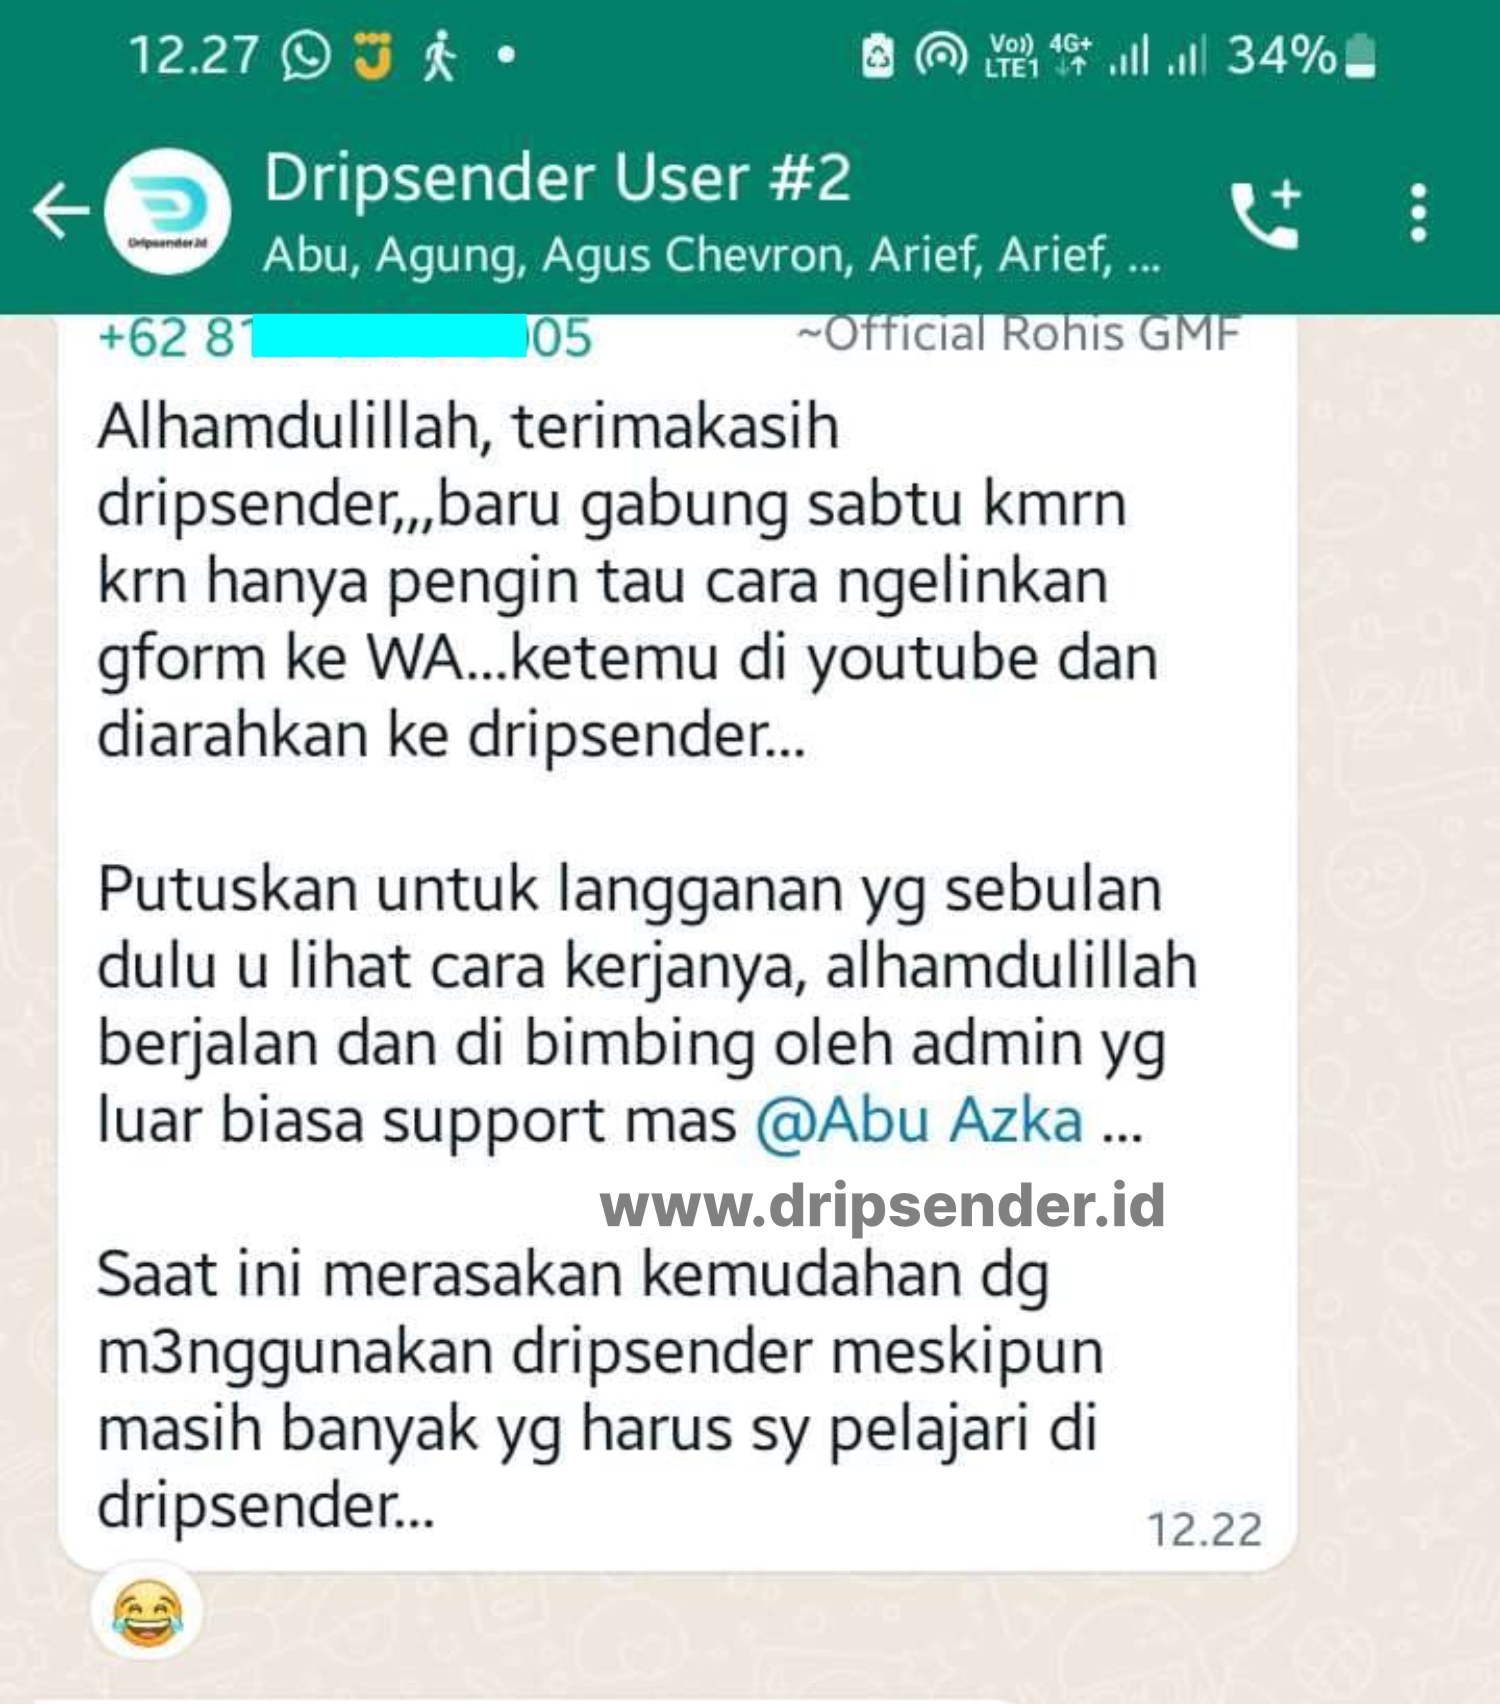 12.27
Vo)) 4G+
LTE1
34%
Dripsender User #2
Dripsender.id
Abu, Agung, Agus Chevron, Arief, Arief, ...
+62 81 05 ~Official Rohis GMF
Alhamdulillah, terimakasih
dripsender,,,baru gabung sabtu kmrn
krn hanya pengin tau cara ngelinkan
gform ke WA...ketemu di youtube dan
diarahkan ke dripsender...
Putuskan untuk langganan yg sebulan
dulu u lihat cara kerjanya, alhamdulillah
berjalan dan di bimbing oleh admin yg
luar biasa support mas @Abu Azka ...
www.dripsender.id
Saat ini merasakan kemudahan dg
m3nggunakan dripsender meskipun
masih banyak yg harus sy pelajari di
dripsender...
12.22